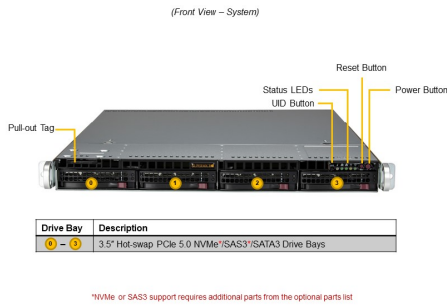 (Front View – System)
Reset Button
Status LEDs
Power Button
UID Button
Pull-out Tag
0 1 2 3
Drive Bay Description
0 – 3 3.5" Hot-swap PCIe 5.0 NVMe*/SAS3*/SATA3 Drive Bays
*NVMe or SAS3 support requires additional parts from the optional parts list